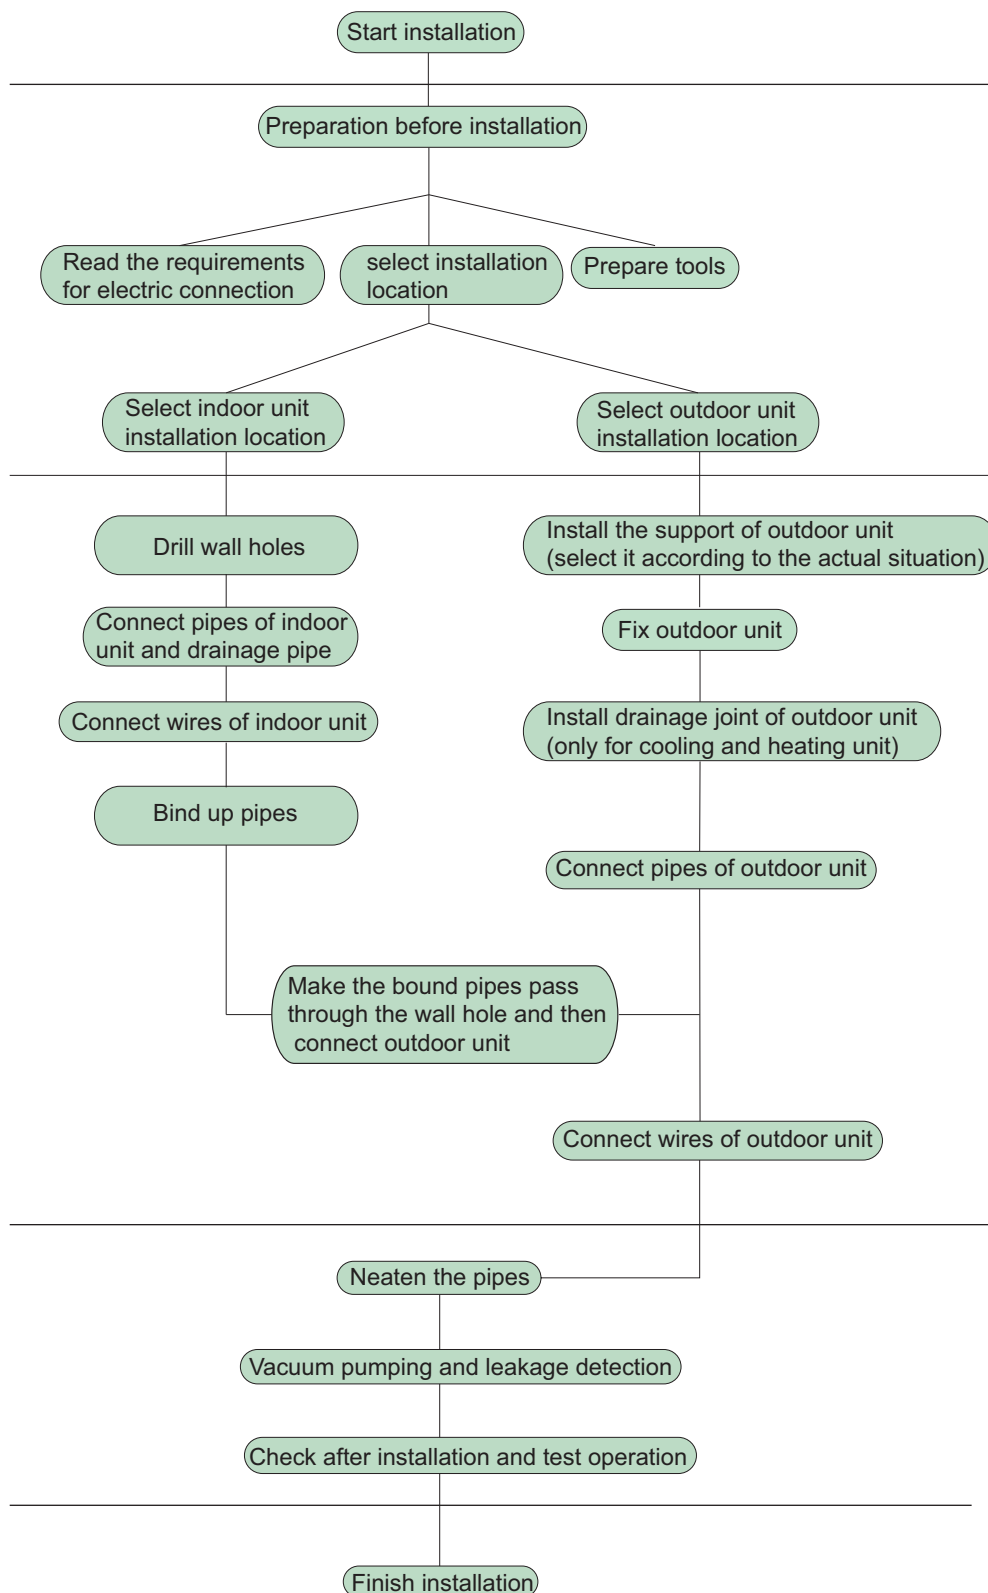 Start installation
Preparation before installation
Read the requirements
for electric connection
select installation
location
Prepare tools
Select indoor unit
installation location
Select outdoor unit
installation location
Drill wall holes
Install the support of outdoor unit
(select it according to the actual situation)
Connect pipes of indoor
unit and drainage pipe
Fix outdoor unit
Connect wires of indoor unit
Install drainage joint of outdoor unit
(only for cooling and heating unit)
Bind up pipes
Connect pipes of outdoor unit
Make the bound pipes pass
through the wall hole and then
connect outdoor unit
Connect wires of outdoor unit
Neaten the pipes
Vacuum pumping and leakage detection
Check after installation and test operation
Finish installation